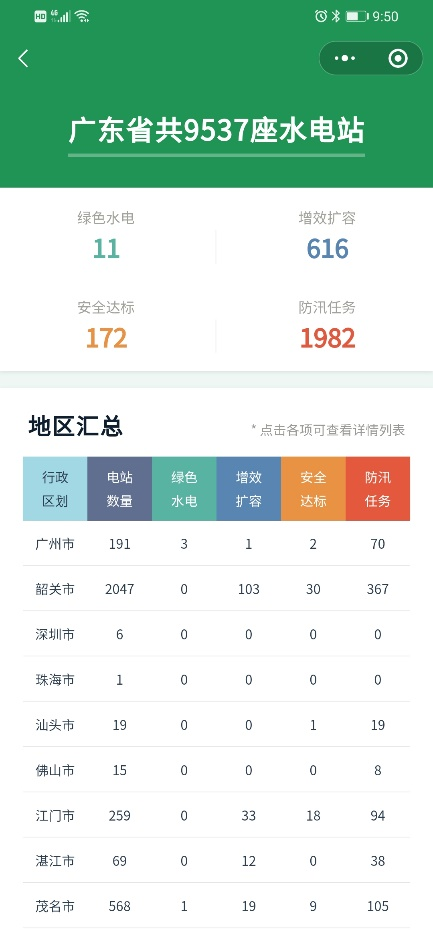 HD 4G 9:50
广东省共9537座水电站
绿色水电 增效扩容
11 616
安全达标 防汛任务
172 1982
地区汇总 * 点击各项可查看详情列表
行政 电站 绿色 增效 安全 防汛
区划 数量 水电 扩容 达标 任务
广州市 191 3 1 2 70
韶关市 2047 0 103 30 367
深圳市 6 0 0 0 0
珠海市 1 0 0 0 0
汕头市 19 0 0 1 19
佛山市 15 0 0 0 8
江门市 259 0 33 18 94
湛江市 69 0 12 0 38
茂名市 568 1 19 9 105